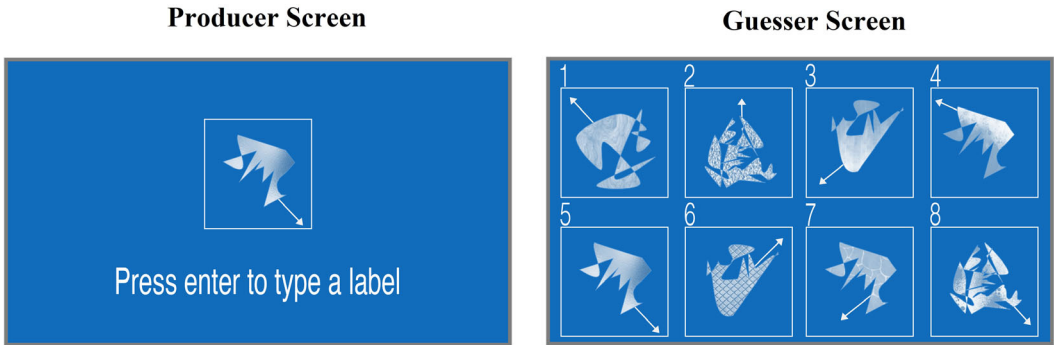 Producer Screen
Guesser Screen
Press enter to type a label
1 2 3 4
5 6 7 8